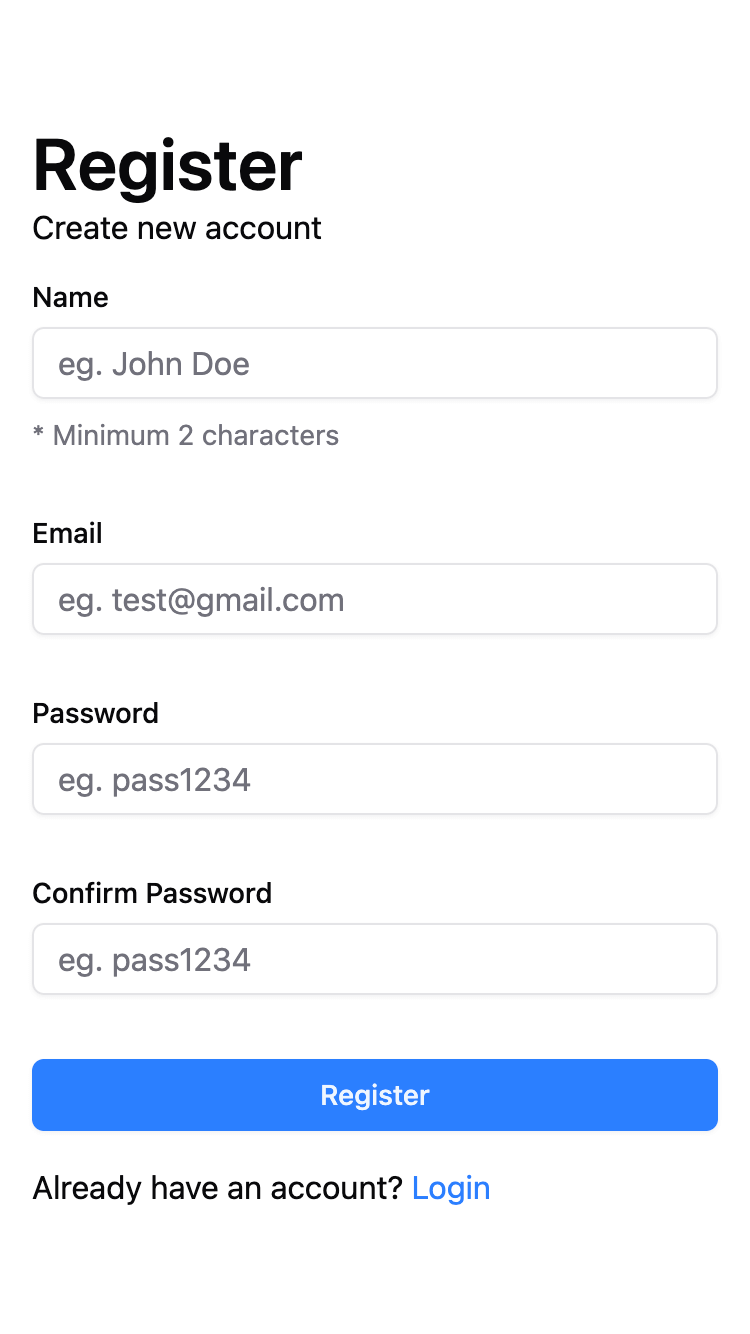 Register
Create new account
Name
eg. John Doe
* Minimum 2 characters
Email
eg. test@gmail.com
Password
eg. pass1234
Confirm Password
eg. pass1234
Register
Already have an account? Login